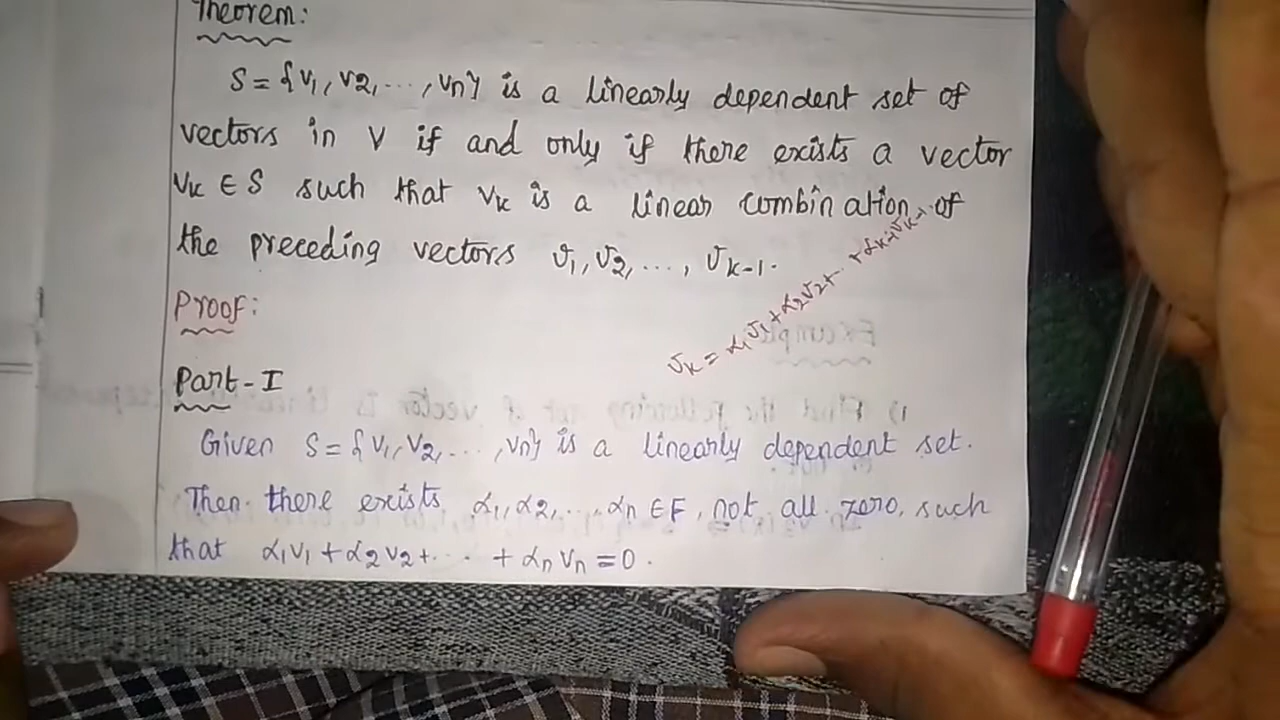 Theorem:
S = {v1, v2, ..., vn} is a linearly dependent set of
vectors in V if and only if there exists a vector
vk ∈ S such that vk is a linear combination of
the preceding vectors v1, v2, ..., vk-1.
vk = α1v1 + α2v2 + .. + αk-1vk-1
Proof:
Part-I
Given S = {v1, v2, ..., vn} is a linearly dependent set.
Then there exists α1, α2, ..., αn ∈ F, not all zero, such
that α1v1 + α2v2 + ... + αnvn = 0.